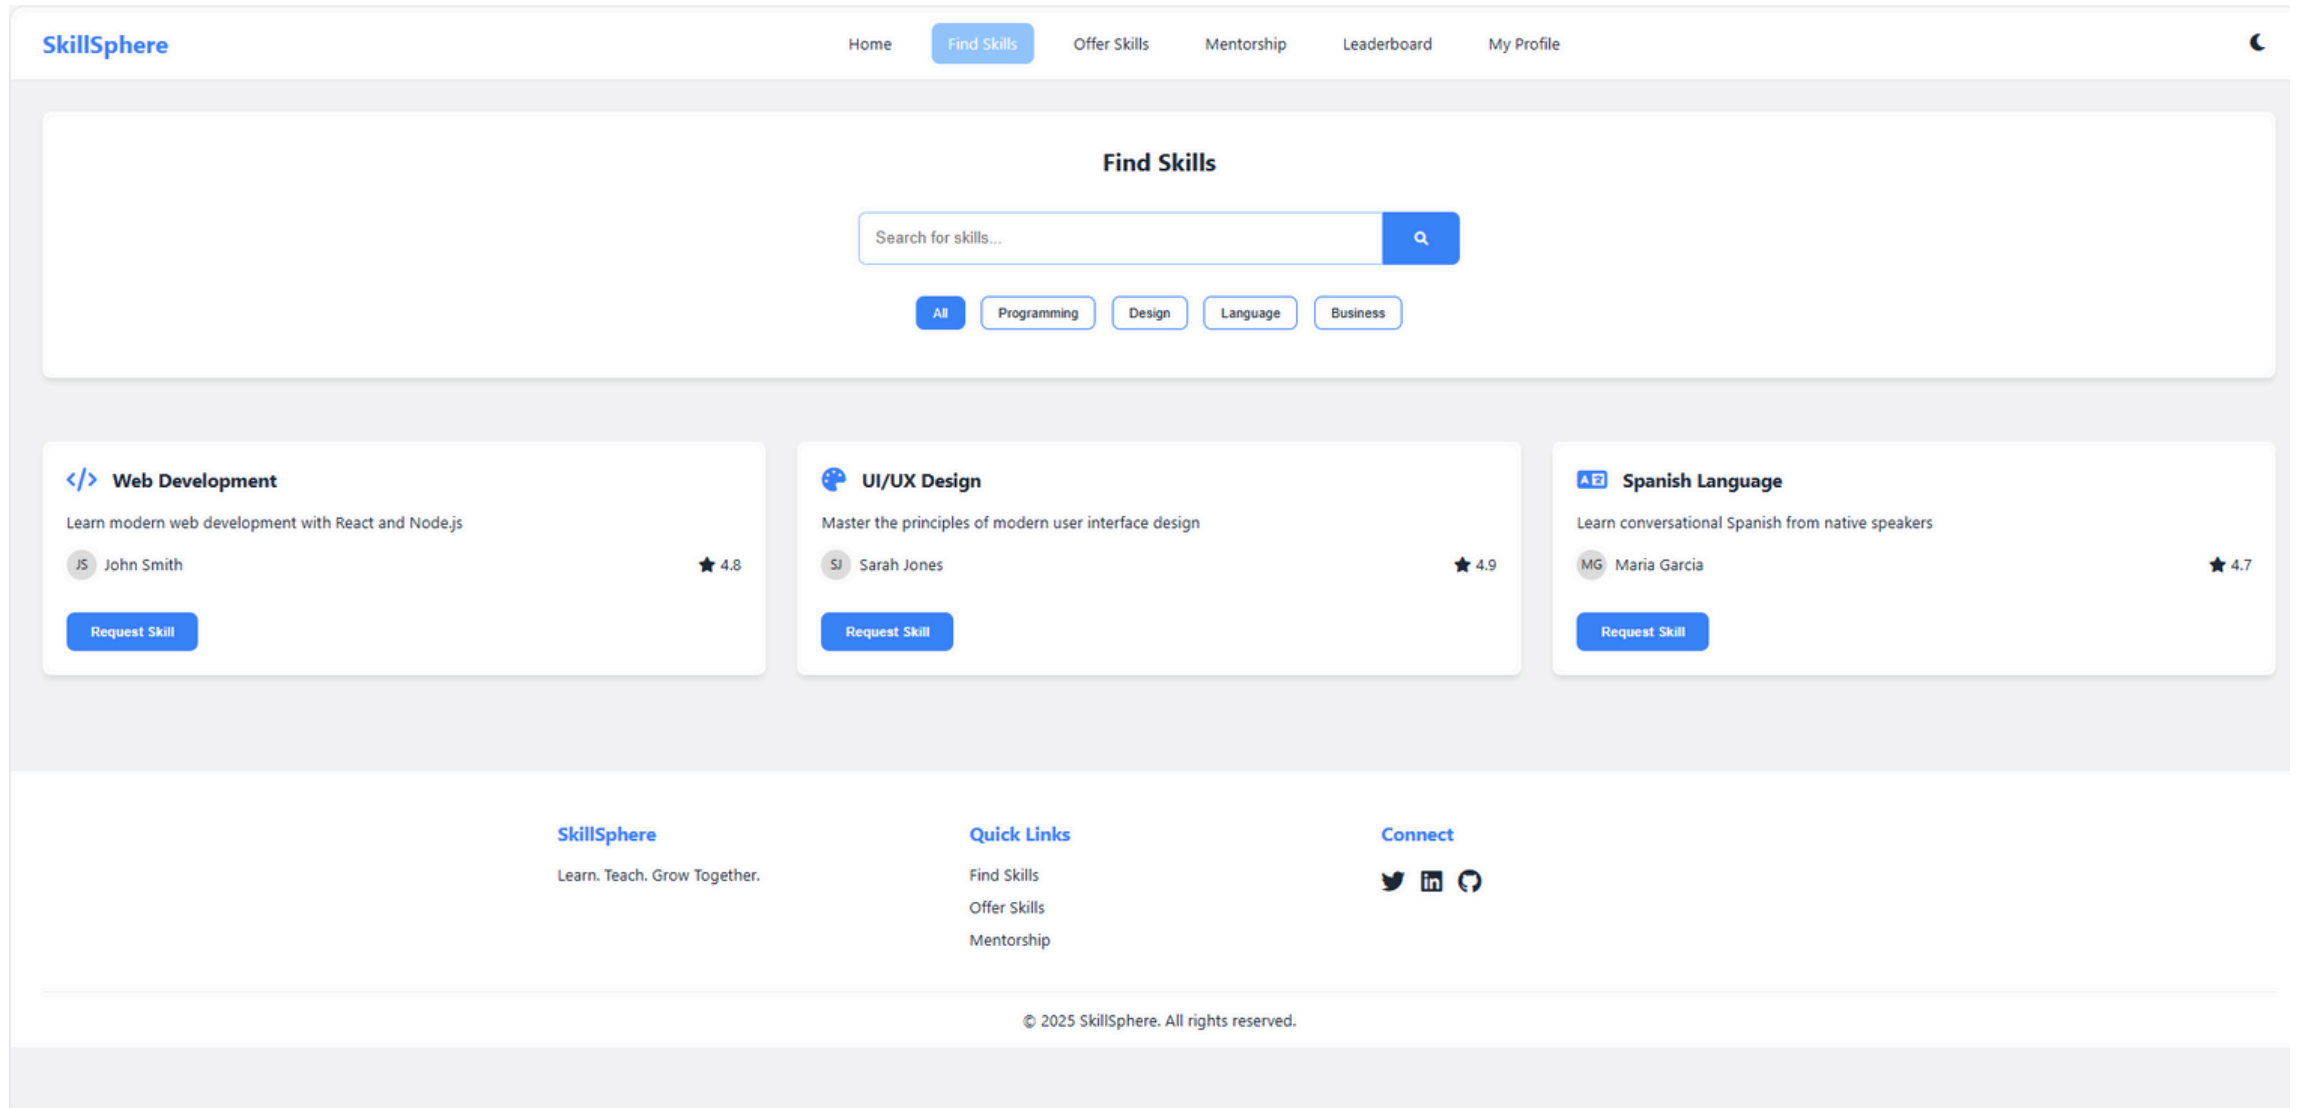 SkillSphere
Home Find Skills Offer Skills Mentorship Leaderboard My Profile
Find Skills
Search for skills...
All Programming Design Language Business
Web Development
Learn modern web development with React and Node.js
JS John Smith 4.8
Request Skill
UI/UX Design
Master the principles of modern user interface design
SJ Sarah Jones 4.9
Request Skill
Spanish Language
Learn conversational Spanish from native speakers
MG Maria Garcia 4.7
Request Skill
SkillSphere
Learn. Teach. Grow Together.
Quick Links
Find Skills
Offer Skills
Mentorship
Connect
© 2025 SkillSphere. All rights reserved.